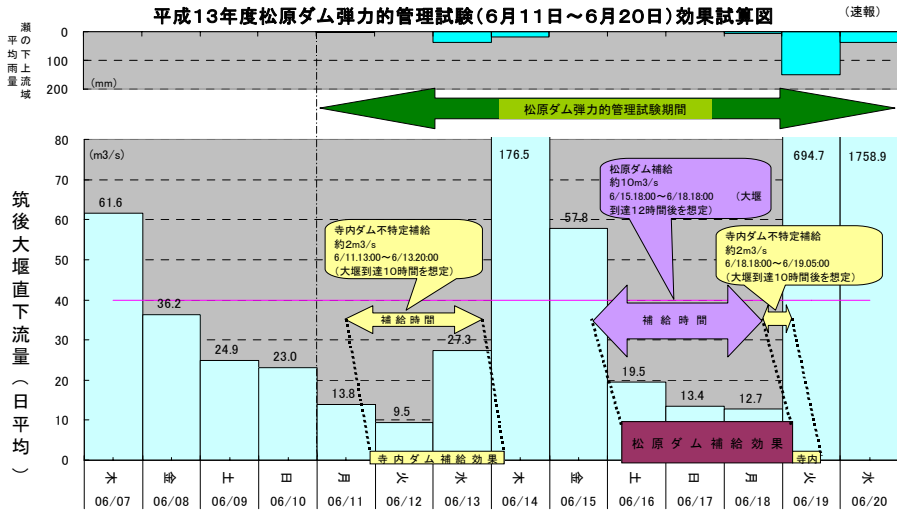 平成13年度松原ダム弾力的管理試験(6月11日～6月20日)効果試算図
(速報)
瀬の下上流域
平均雨量
0
100
200
(mm)
松原ダム弾力的管理試験期間
筑後大堰直下流量(日平均)
(m3/s)
80
70
60
50
40
30
20
10
0
61.6
36.2
24.9
23.0
13.8
9.5
27.3
176.5
57.8
19.5
13.4
12.7
694.7
1758.9
寺内ダム不特定補給
約2m3/s
6/11.13:00～6/13.20:00
(大堰到達10時間を想定)
松原ダム補給
約10m3/s
6/15.18:00～6/18.18:00 (大堰
到達12時間後を想定)
寺内ダム不特定補給
約2m3/s
6/18.18:00～6/19.05:00
(大堰到達10時間後を想定)
補給時間
補給時間
寺内ダム補給効果
松原ダム補給効果
寺内
木 金 土 日 月 火 水 木 金 土 日 月 火 水
06/07 06/08 06/09 06/10 06/11 06/12 06/13 06/14 06/15 06/16 06/17 06/18 06/19 06/20